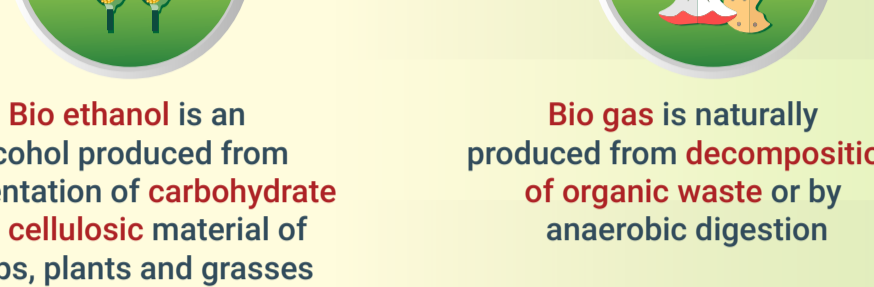 Bio ethanol is an
cohol produced from
entation of carbohydrate
cellulosic material of
ps, plants and grasses
Bio gas is naturally
produced from decompositio
of organic waste or by
anaerobic digestion